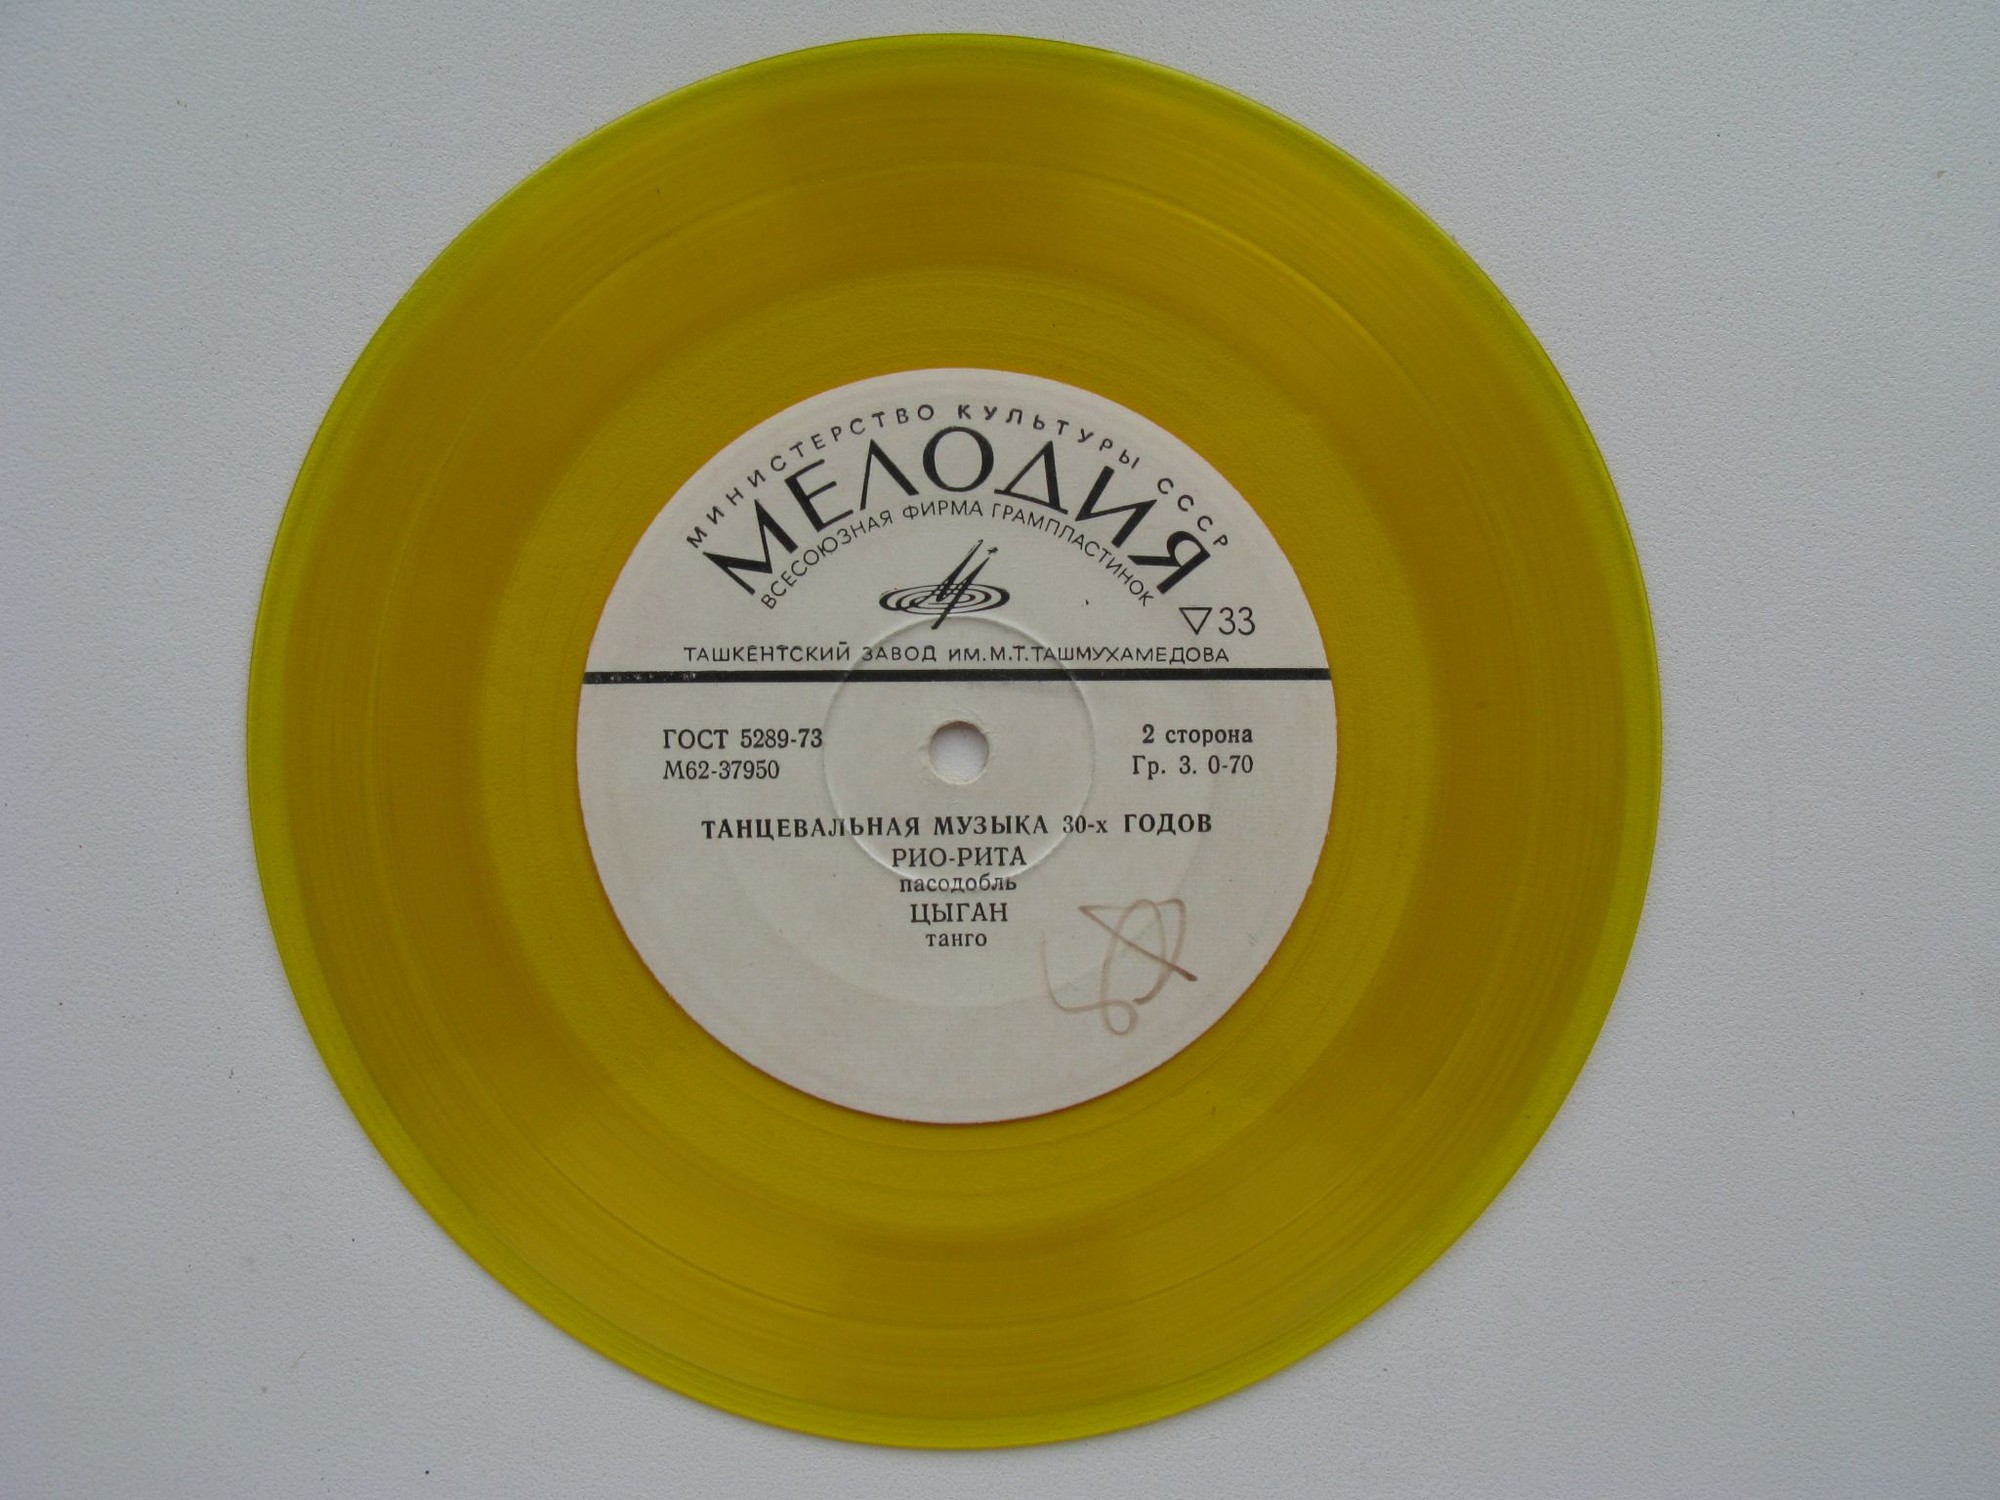 МИНИСТЕРСТВО КУЛЬТУРЫ СССР
МЕЛОДИЯ
ВСЕСОЮЗНАЯ ФИРМА ГРАМПЛАСТИНОК
▽33
ТАШКЕНТСКИЙ ЗАВОД ИМ.М.Т.ТАШМУХАМЕДОВА
ГОСТ 5289-73
М62-37950
2 сторона
Гр. 3. 0-70
ТАНЦЕВАЛЬНАЯ МУЗЫКА 30-х ГОДОВ
РИО-РИТА
пасодобль
ЦЫГАН
танго